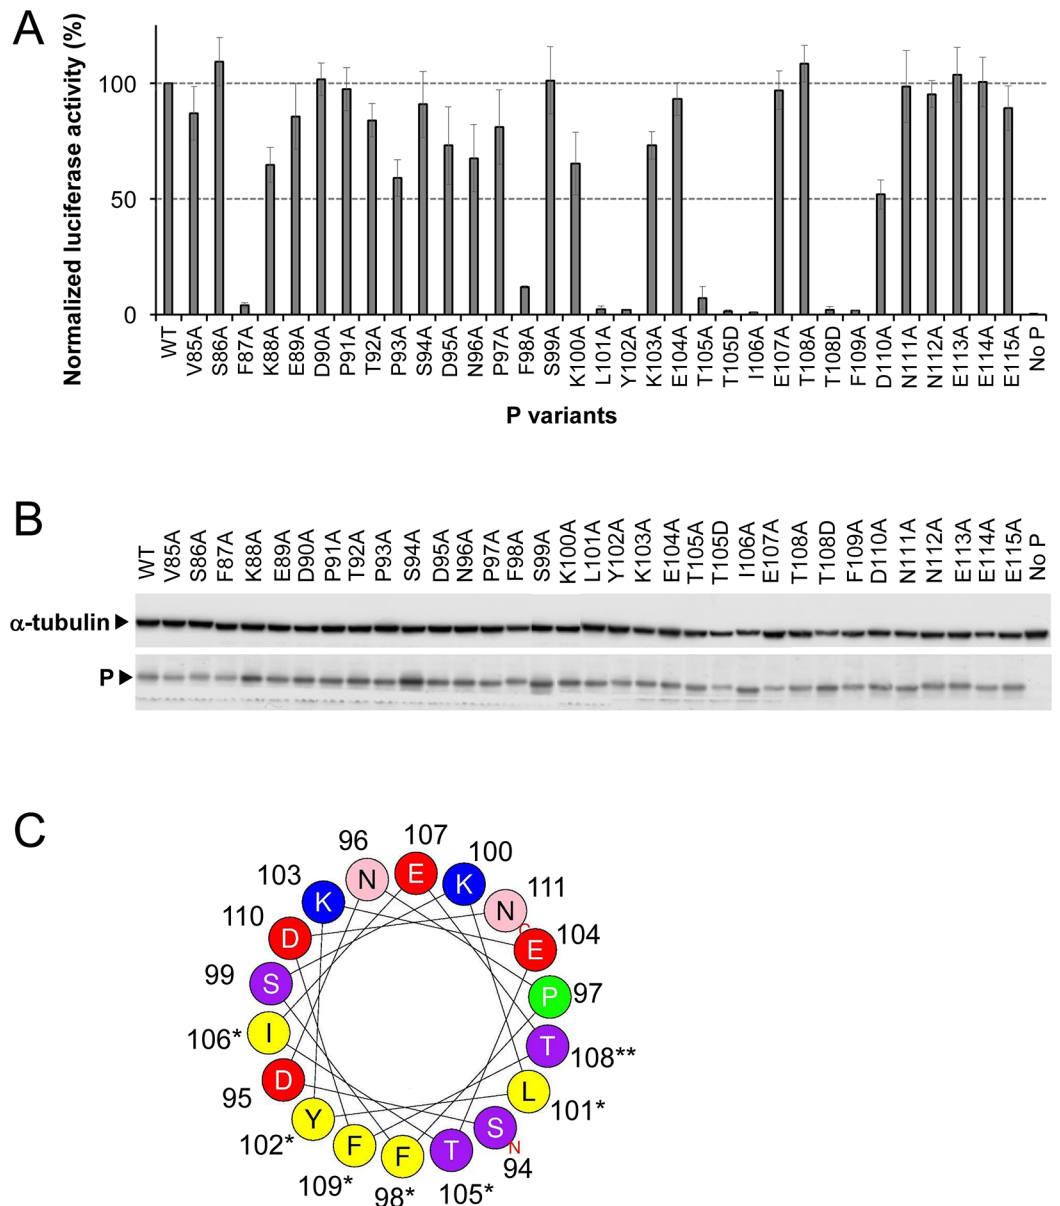 A
Normalized luciferase activity (%)
100
50
0
WT V85A S86A F87A K88A E89A D90A P91A T92A P93A S94A D95A N96A P97A F98A S99A K100A L101A Y102A K103A E104A T105A T105D I106A E107A T108A T108D F109A D110A N111A N112A E113A E114A E115A No P
P variants
B
WT V85A S86A F87A K88A E89A D90A P91A T92A P93A S94A D95A N96A P97A F98A S99A K100A L101A Y102A K103A E104A T105A T105D I106A E107A T108A T108D F109A D110A N111A N112A E113A E114A E115A No P
α-tubulin
P
C
96 107 100
103 N E K 111
110 K N C 104
D E
99 S P 97
106* I T 108**
95 D L 101*
102* Y S N 94
109* F F T
98* 105*